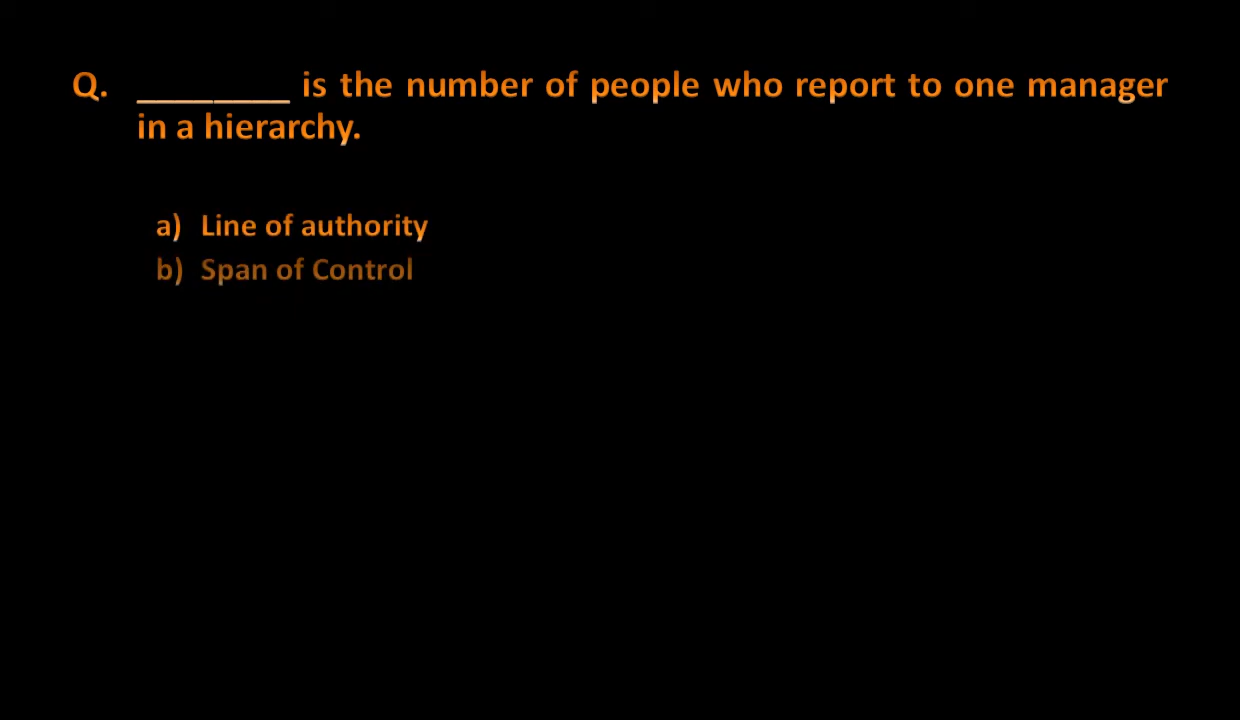 Q. ________ is the number of people who report to one manager
in a hierarchy.
a) Line of authority
b) Span of Control